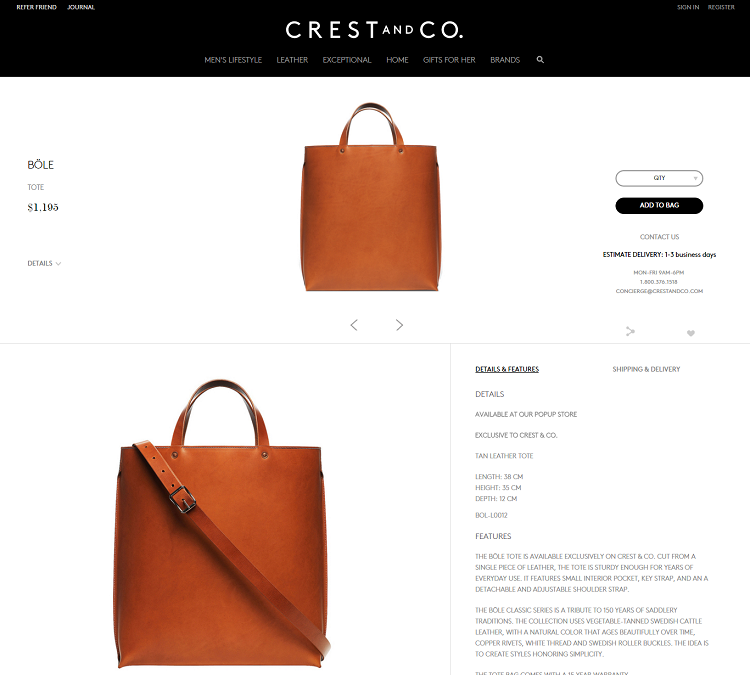 REFER FRIEND JOURNAL
SIGN IN REGISTER
CREST AND CO.
MEN'S LIFESTYLE LEATHER EXCEPTIONAL HOME GIFTS FOR HER BRANDS
BÖLE
TOTE
$1,195
DETAILS
QTY
ADD TO BAG
CONTACT US
ESTIMATE DELIVERY: 1-3 business days
MON-FRI 9AM-6PM
1.800.376.1518
CONCIERGE@CRESTANDCO.COM
DETAILS & FEATURES SHIPPING & DELIVERY
DETAILS
AVAILABLE AT OUR POPUP STORE
EXCLUSIVE TO CREST & CO.
TAN LEATHER TOTE
LENGTH: 38 CM
HEIGHT: 35 CM
DEPTH: 12 CM
BOL-L0012
FEATURES
THE BÖLE TOTE IS AVAILABLE EXCLUSIVELY ON CREST & CO. CUT FROM A
SINGLE PIECE OF LEATHER, THE TOTE IS STURDY ENOUGH FOR YEARS OF
EVERYDAY USE. IT FEATURES SMALL INTERIOR POCKET, KEY STRAP, AND AN A
DETACHABLE AND ADJUSTABLE SHOULDER STRAP.
THE BÖLE CLASSIC SERIES IS A TRIBUTE TO 150 YEARS OF SADDLERY
TRADITIONS. THE COLLECTION USES VEGETABLE-TANNED SWEDISH CATTLE
LEATHER, WITH A NATURAL COLOR THAT AGES BEAUTIFULLY OVER TIME,
COPPER RIVETS, WHITE THREAD AND SWEDISH ROLLER BUCKLES. THE IDEA IS
TO CREATE STYLES HONORING SIMPLICITY.
THE TOTE BAG COMES WITH A 15 YEAR WARRANTY